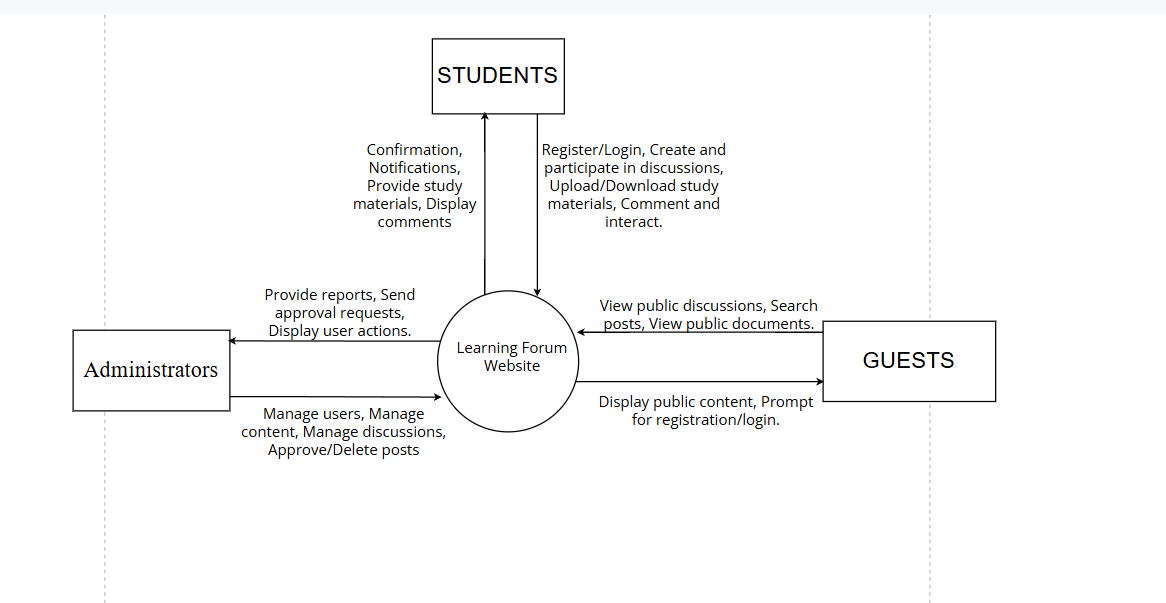 STUDENTS
Confirmation,
Notifications,
Provide study
materials, Display
comments
Register/Login, Create and
participate in discussions,
Upload/Download study
materials, Comment and
interact.
Provide reports, Send
approval requests,
Display user actions.
View public discussions, Search
posts, View public documents.
Administrators
Learning Forum
Website
GUESTS
Manage users, Manage
content, Manage discussions,
Approve/Delete posts
Display public content, Prompt
for registration/login.